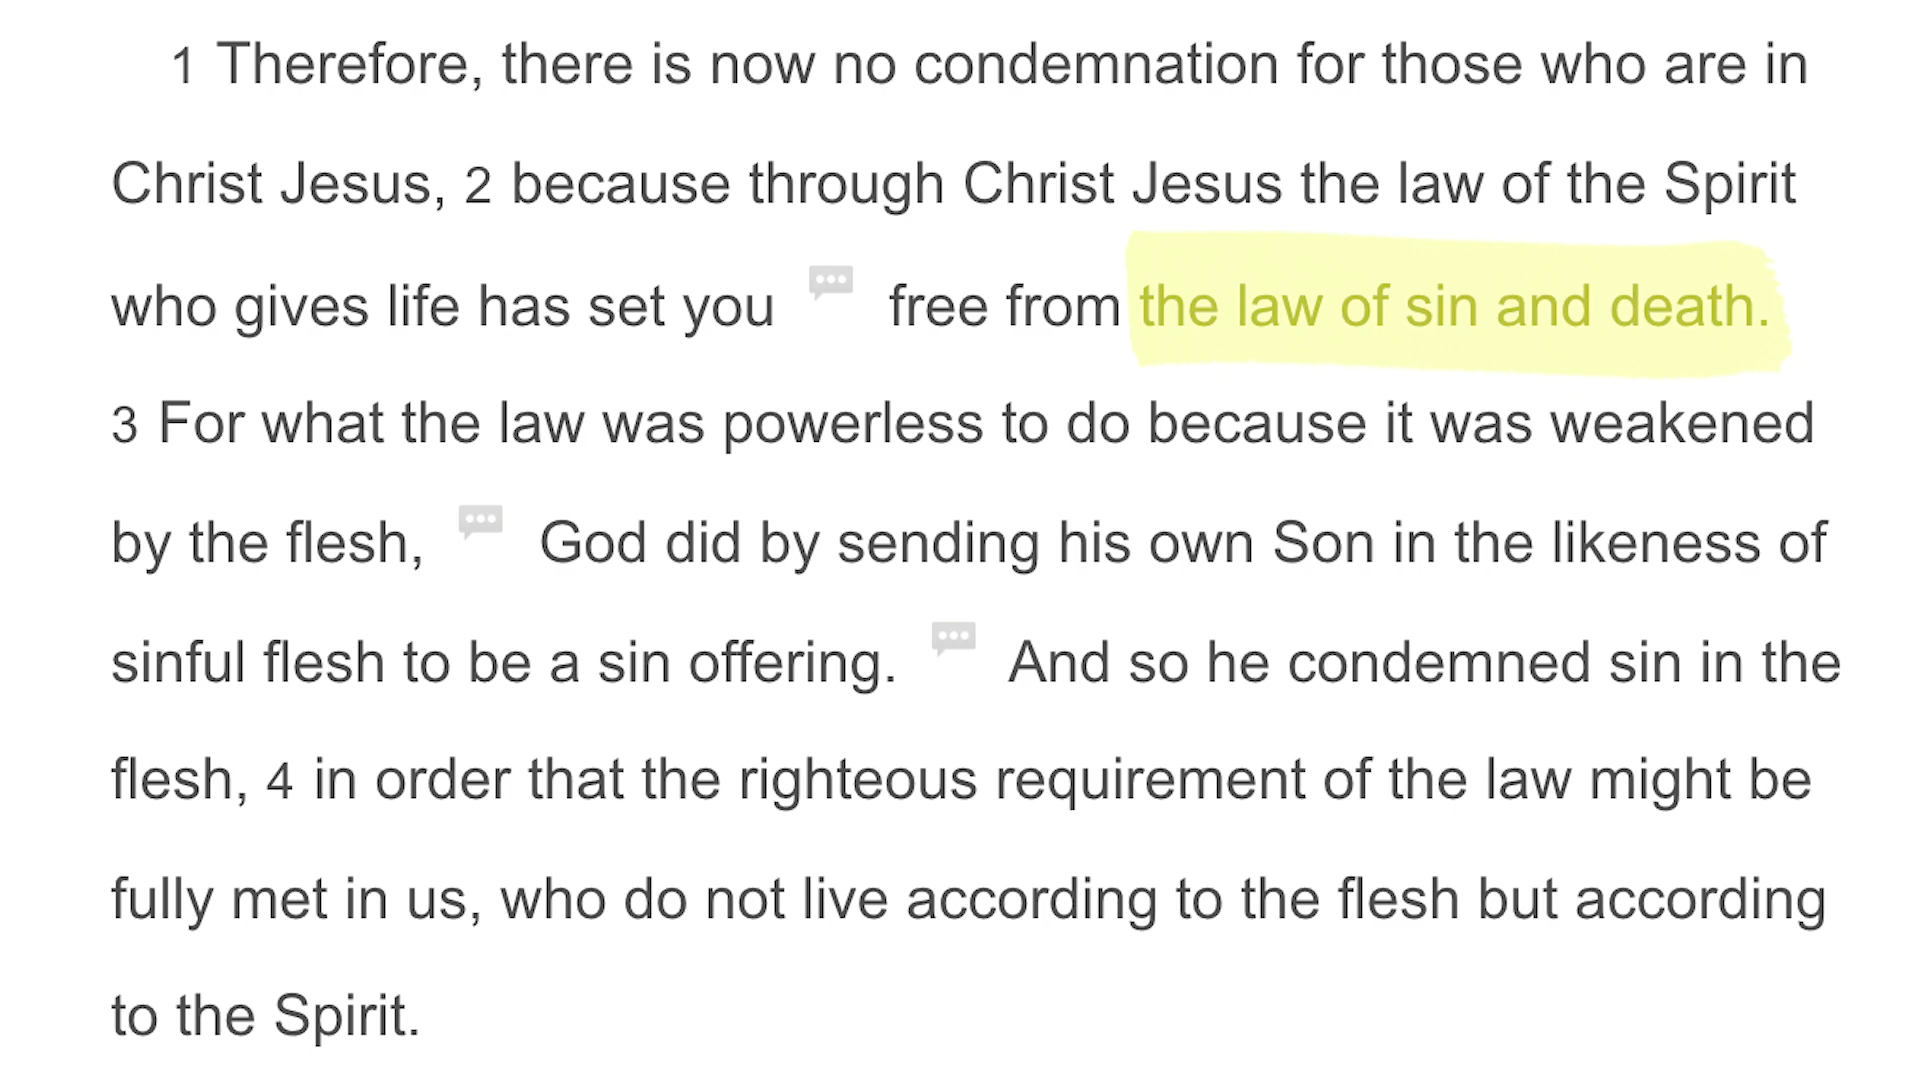 1 Therefore, there is now no condemnation for those who are in
Christ Jesus, 2 because through Christ Jesus the law of the Spirit
who gives life has set you free from the law of sin and death.
3 For what the law was powerless to do because it was weakened
by the flesh, God did by sending his own Son in the likeness of
sinful flesh to be a sin offering. And so he condemned sin in the
flesh, 4 in order that the righteous requirement of the law might be
fully met in us, who do not live according to the flesh but according
to the Spirit.